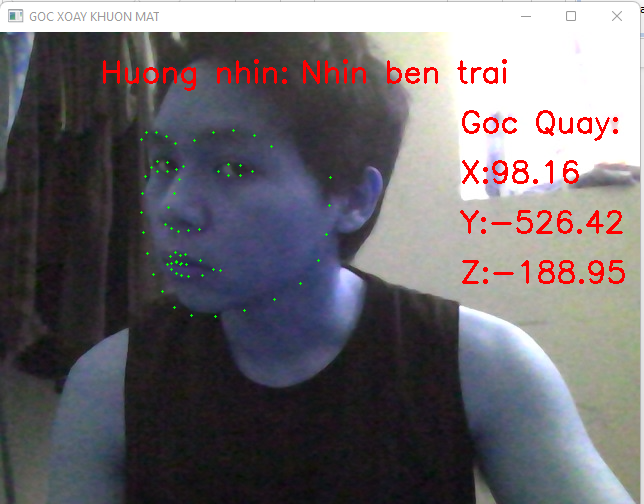 GOC XOAY KHUON MAT
Huong nhin: Nhin ben trai
Goc Quay:
X:98.16
Y:-526.42
Z:-188.95